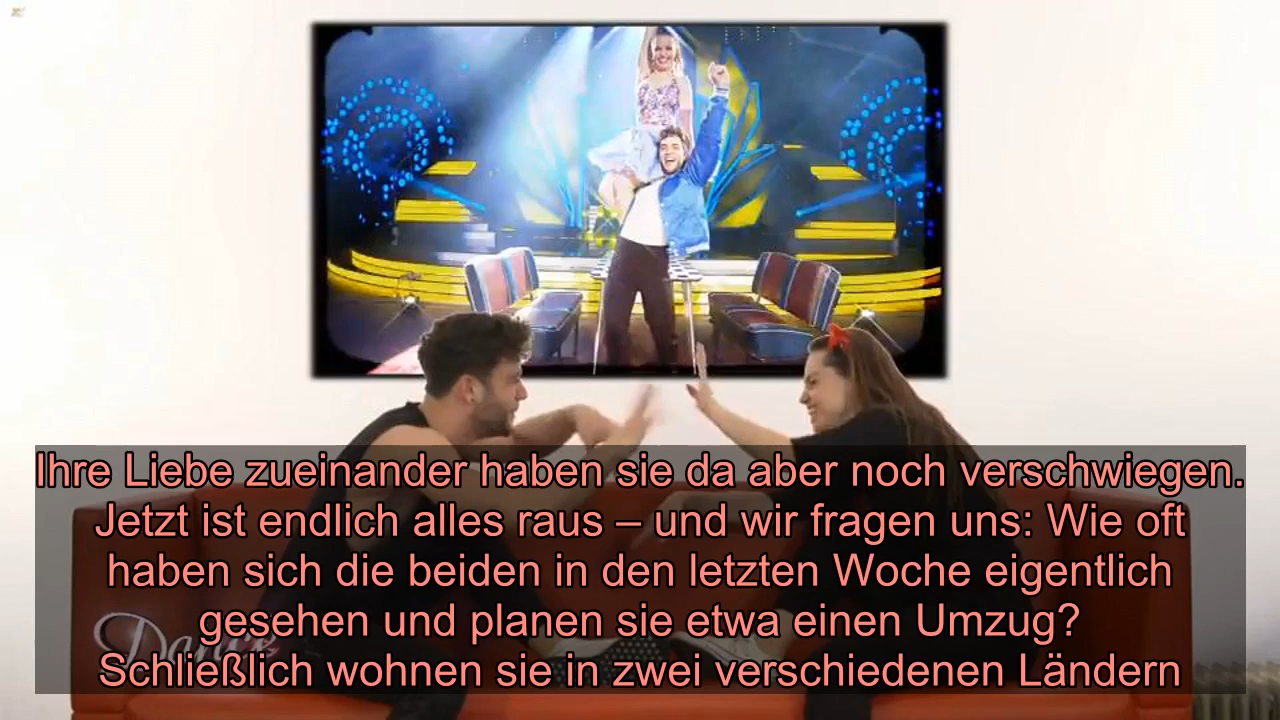 Ihre Liebe zueinander haben sie da aber noch verschwiegen.
Jetzt ist endlich alles raus – und wir fragen uns: Wie oft
haben sich die beiden in den letzten Woche eigentlich
gesehen und planen sie etwa einen Umzug?
Schließlich wohnen sie in zwei verschiedenen Ländern
Dance